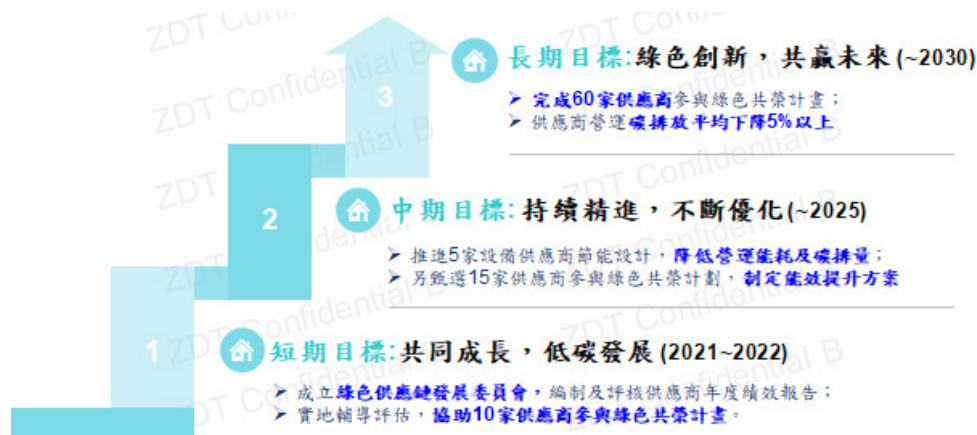 3
長期目標:綠色創新，共贏未來(~2030)
➢ 完成60家供應商參與綠色共榮計畫；
➢ 供應商營運碳排放平均下降5%以上
2
中期目標:持續精進，不斷優化(~2025)
➢ 推進5家設備供應商節能設計，降低營運能耗及碳排量；
➢ 另甄選15家供應商參與綠色共榮計劃，制定能效提升方案
1
短期目標:共同成長，低碳發展(2021~2022)
➢ 成立綠色供應鏈發展委員會，編制及評核供應商年度績效報告；
➢ 實地輔導評估，協助10家供應商參與綠色共榮計畫。
ZDT Confidential B